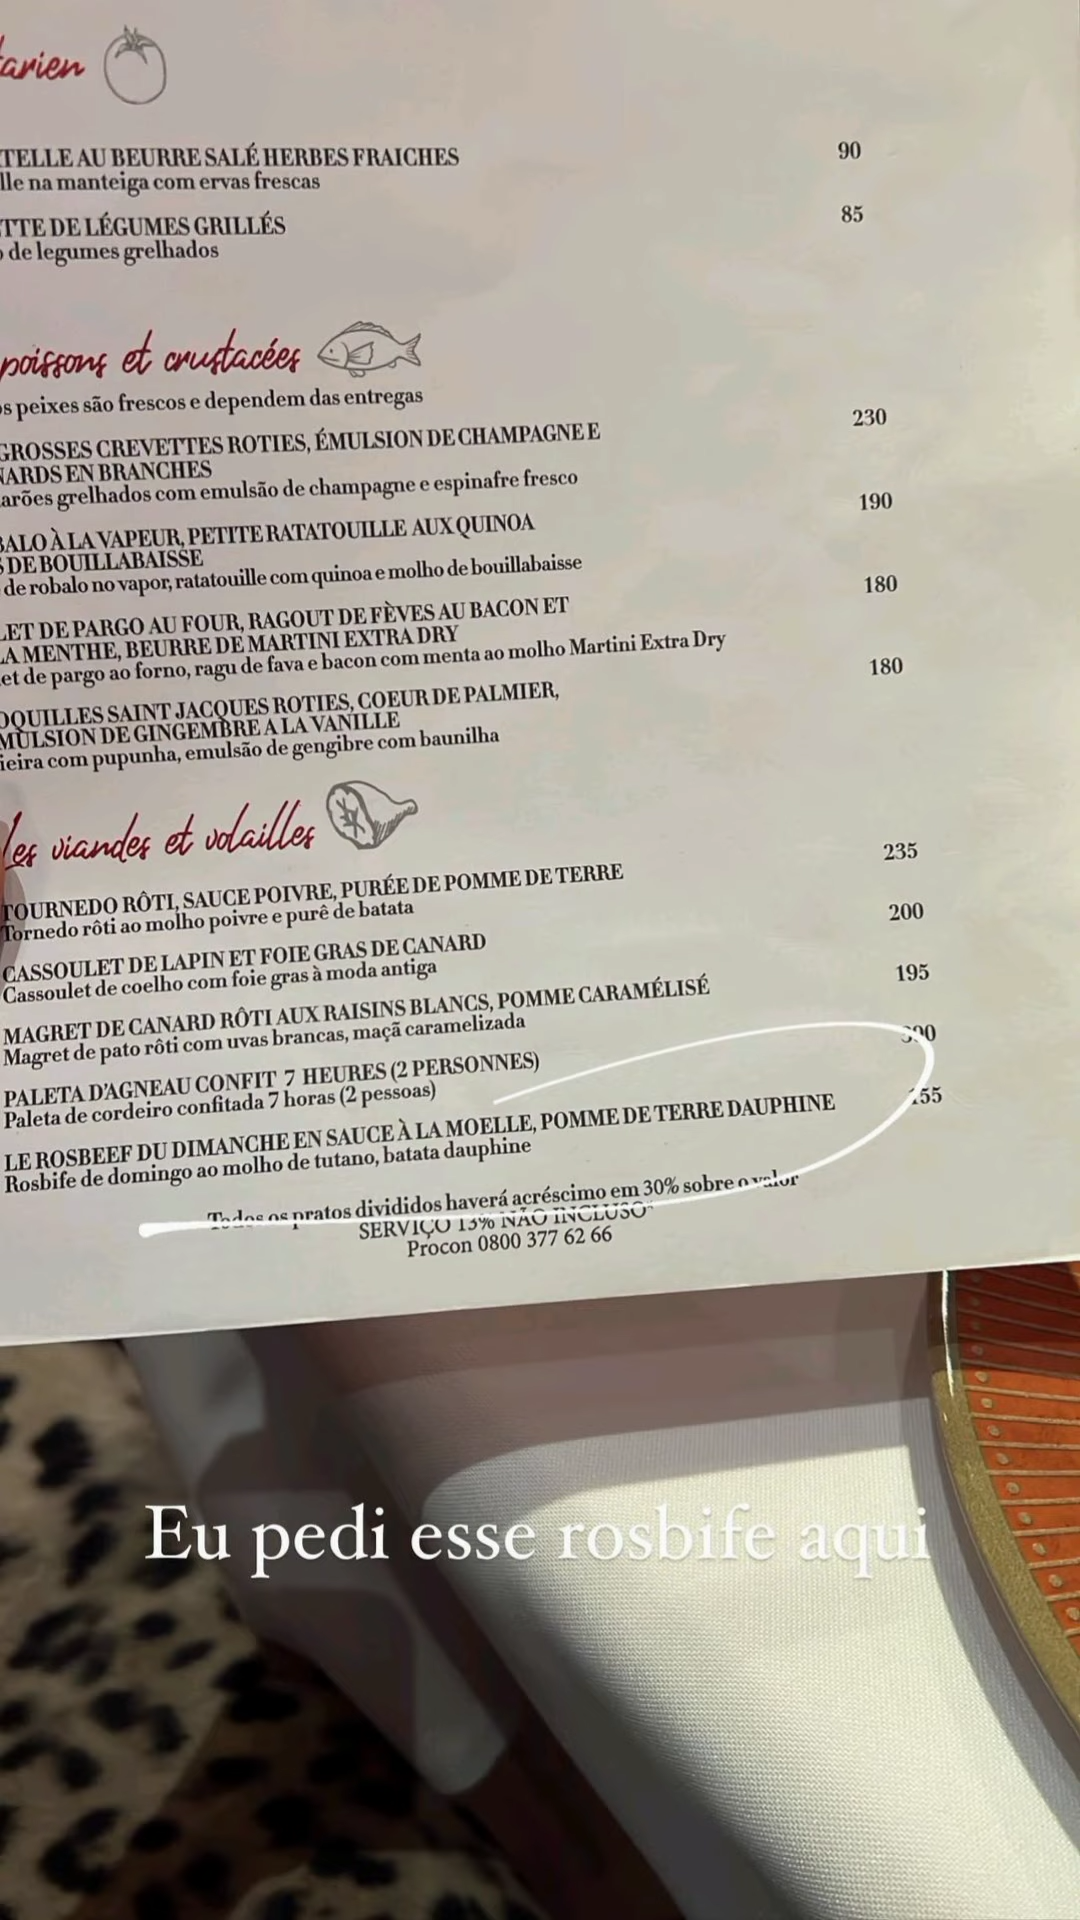 tarien
TELLE AU BEURRE SALÉ HERBES FRAICHES 90
lle na manteiga com ervas frescas
TTE DE LÉGUMES GRILLÉS 85
o de legumes grelhados
poissons et crustacées
os peixes são frescos e dependem das entregas
GROSSES CREVETTES ROTIES, ÉMULSION DE CHAMPAGNE E 230
NARDS EN BRANCHES
arões grelhados com emulsão de champagne e espinafre fresco
BALO À LA VAPEUR, PETITE RATATOUILLE AUX QUINOA 190
S DE BOUILLABAISSE
de robalo no vapor, ratatouille com quinoa e molho de bouillabaisse
LET DE PARGO AU FOUR, RAGOUT DE FÈVES AU BACON ET 180
LA MENTHE, BEURRE DE MARTINI EXTRA DRY
et de pargo ao forno, ragu de fava e bacon com menta ao molho Martini Extra Dry
OQUILLES SAINT JACQUES ROTIES, COEUR DE PALMIER, 180
MULSION DE GINGEMBRE A LA VANILLE
ieira com pupunha, emulsão de gengibre com baunilha
les viandes et volailles
TOURNEDO RÔTI, SAUCE POIVRE, PURÉE DE POMME DE TERRE 235
Tornedo rôti ao molho poivre e purê de batata
CASSOULET DE LAPIN ET FOIE GRAS DE CANARD 200
Cassoulet de coelho com foie gras à moda antiga
MAGRET DE CANARD RÔTI AUX RAISINS BLANCS, POMME CARAMÉLISÉ 195
Magret de pato rôti com uvas brancas, maçã caramelizada
PALETA D'AGNEAU CONFIT 7 HEURES (2 PERSONNES)
Paleta de cordeiro confitada 7 horas (2 pessoas)
LE ROSBEEF DU DIMANCHE EN SAUCE À LA MOELLE, POMME DE TERRE DAUPHINE 155
Rosbife de domingo ao molho de tutano, batata dauphine
Todos os pratos divididos haverá acréscimo em 30% sobre o valor
SERVIÇO 13% NÃO INCLUSO"
Procon 0800 377 62 66
Eu pedi esse rosbife aqui